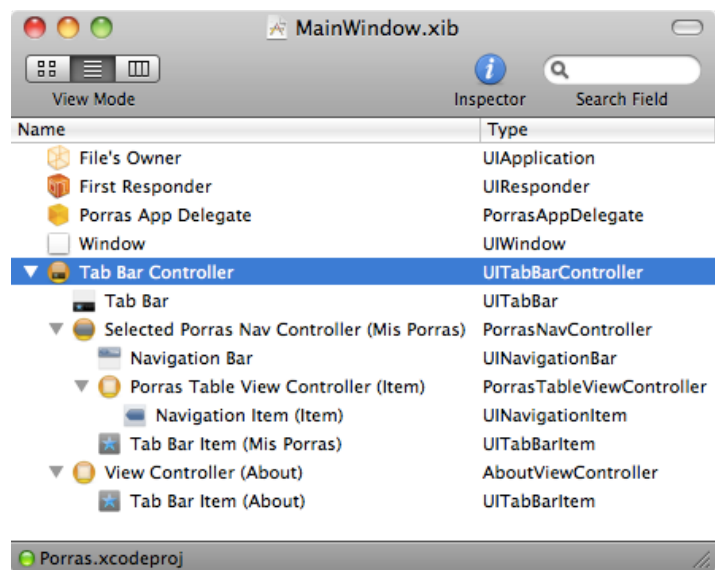 MainWindow.xib
View Mode Inspector Search Field
Name Type
File's Owner UIApplication
First Responder UIResponder
Porras App Delegate PorrasAppDelegate
Window UIWindow
Tab Bar Controller UITabBarController
Tab Bar UITabBar
Selected Porras Nav Controller (Mis Porras) PorrasNavController
Navigation Bar UINavigationBar
Porras Table View Controller (Item) PorrasTableViewController
Navigation Item (Item) UINavigationItem
Tab Bar Item (Mis Porras) UITabBarItem
View Controller (About) AboutViewController
Tab Bar Item (About) UITabBarItem
Porras.xcodeproj